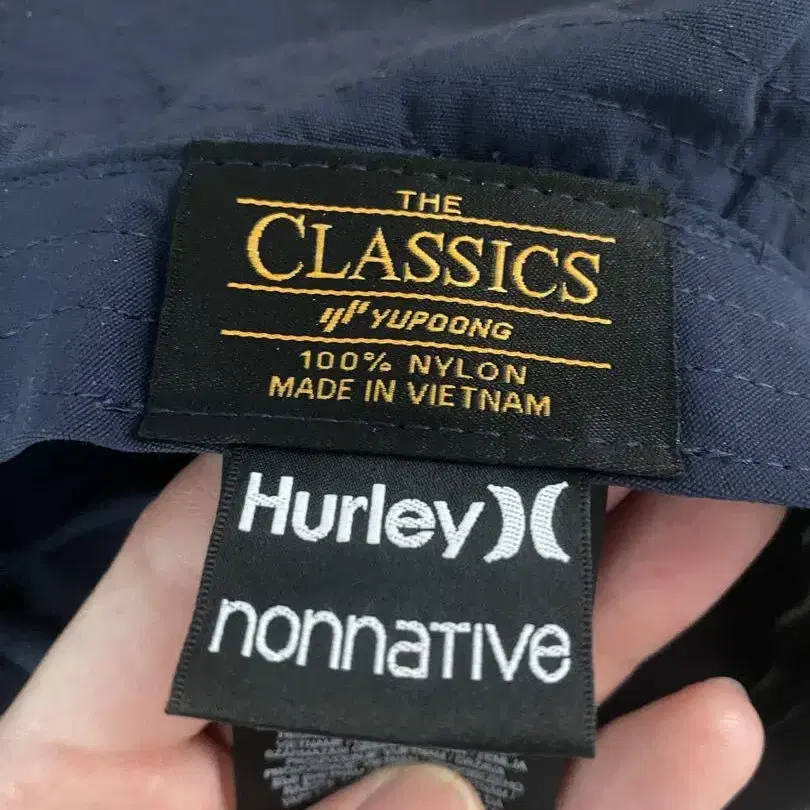 THE
CLASSICS
YUPOONG
100% NYLON
MADE IN VIETNAM
Hurley
nonnative